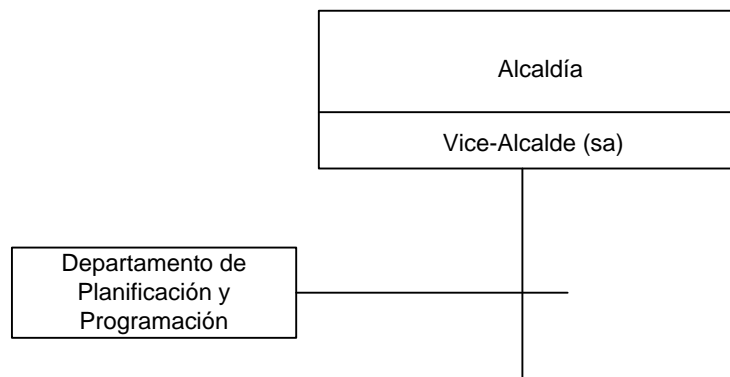 Alcaldía
Vice-Alcalde (sa)
Departamento de
Planificación y
Programación